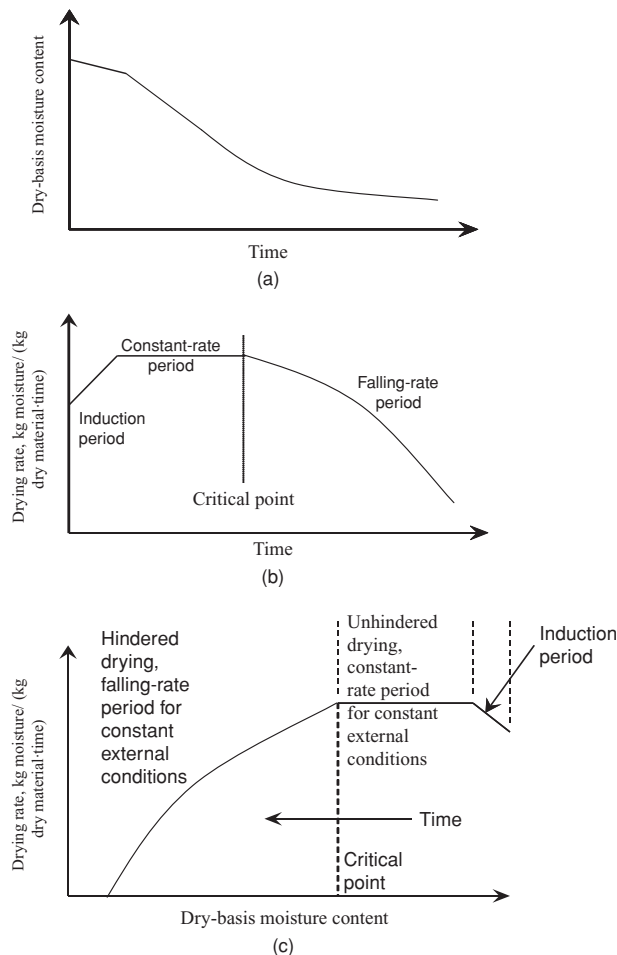 Dry-basis moisture content
Time
(a)
Drying rate, kg moisture/ (kg
dry material·time)
Constant-rate
period
Induction
period
Falling-rate
period
Critical point
Time
(b)
Drying rate, kg moisture/ (kg
dry material·time)
Hindered
drying,
falling-rate
period for
constant
external
conditions
Unhindered
drying,
constant-
rate period
for constant
external
conditions
Induction
period
Time
Critical
point
Dry-basis moisture content
(c)